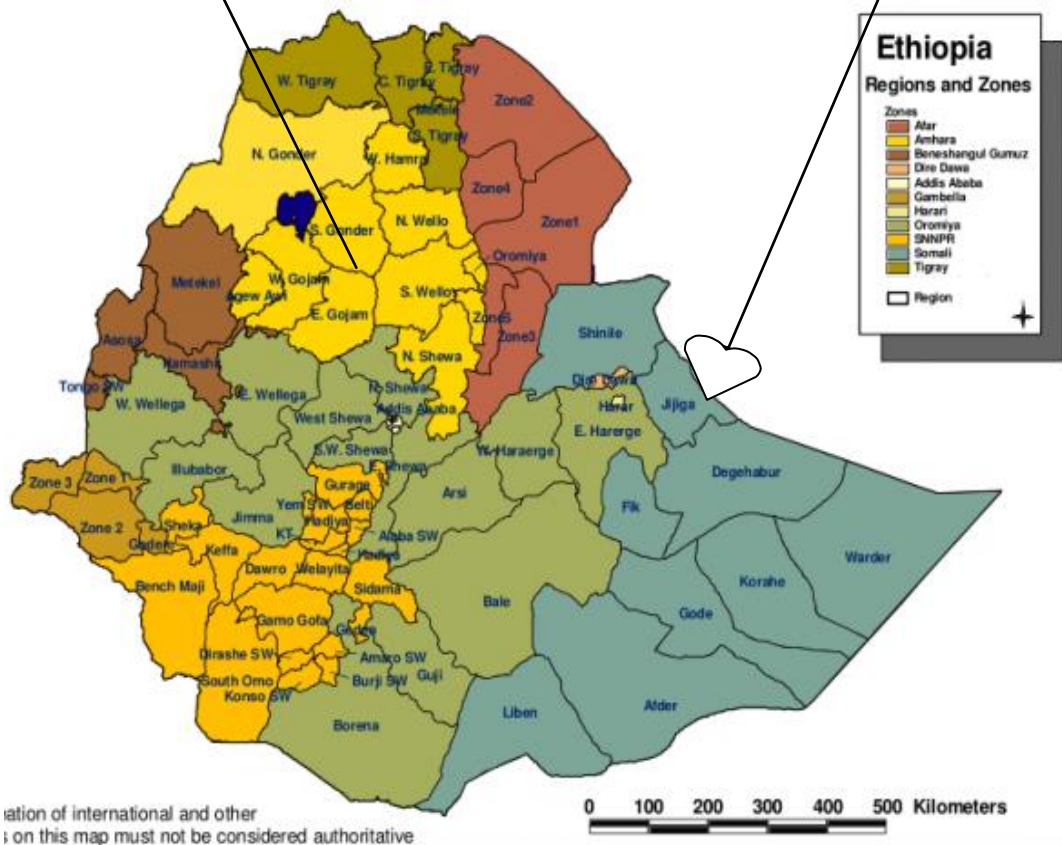 Ethiopia
Regions and Zones
Zones
Afar
Amhara
Beneshangul Gumuz
Dire Dawa
Addis Ababa
Gambella
Harari
Oromiya
SNNPR
Somali
Tigray
Region
W. Tigray
C. Tigray
E. Tigray
Mekele
S. Tigray
Zone2
N. Gonder
W. Hamra
Zone4
Zone1
S. Gonder
N. Wello
Oromiya
Metekel
W. Gojam
Agew Awi
S. Wello
E. Gojam
Zone5
Zone3
Shinile
Asosa
Kamashi
N. Shewa
Dire Dawa
Tongo SW
W. Wellega
E. Wellega
N. Shewa
Addis Ababa
Harar
Jijiga
West Shewa
E. Harerge
S.W. Shewa
W. Haraerge
E. Shewa
Illubabor
Degehabur
Zone 3
Zone 1
Gurage
Arsi
Fik
Yem SW
Jimma
Zone 2
Sheka
Hadiya
KT
Alaba SW
Keffa
Hadiya
Warder
Dawro
Welayita
Bench Maji
Sidama
Korahe
Bale
Gode
Gamo Gofa
Gedeo
Dirashe SW
Amaro SW
Guji
South Omo
Burji SW
Konso SW
Liben
Afder
Borena
0 100 200 300 400 500 Kilometers
ation of international and other
s on this map must not be considered authoritative